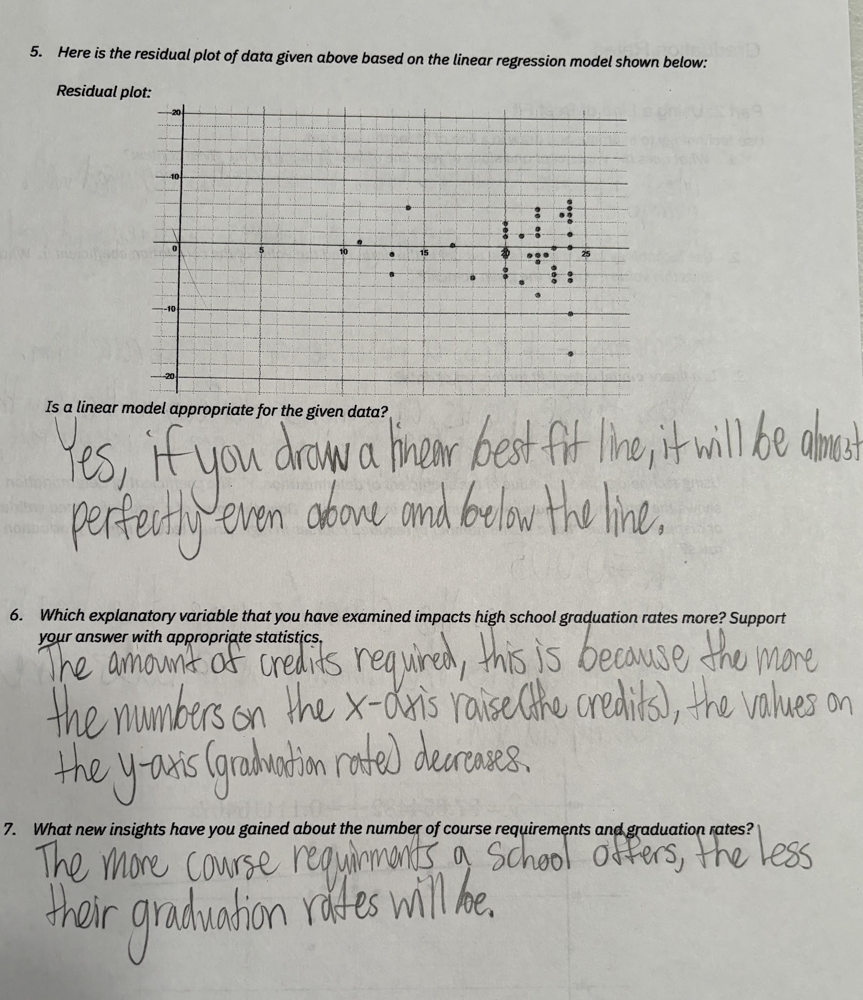 5. Here is the residual plot of data given above based on the linear regression model shown below:
Residual plot:
20
10
0
5
10
15
20
25
-10
-20
Is a linear model appropriate for the given data?
Yes, if you draw a linear best fit line, it will be almost
perfectly even above and below the line.
6. Which explanatory variable that you have examined impacts high school graduation rates more? Support
your answer with appropriate statistics.
The amount of credits required, this is because the more
the numbers on the x-axis raise(the credits), the values on
the y-axis (graduation rate) decreases.
7. What new insights have you gained about the number of course requirements and graduation rates?
The more course requirments a school offers, the less
their graduation rates will be.